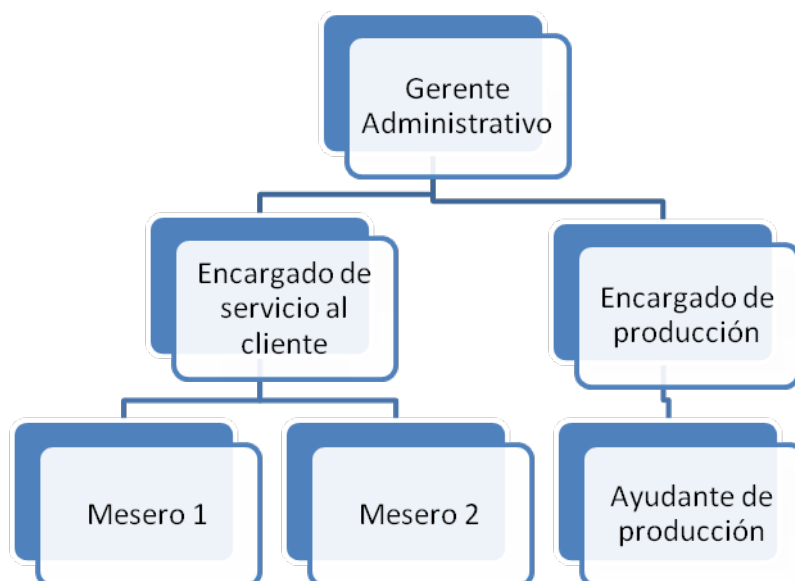 Gerente
Administrativo
Encargado de
servicio al
cliente
Encargado de
producción
Mesero 1
Mesero 2
Ayudante de
producción